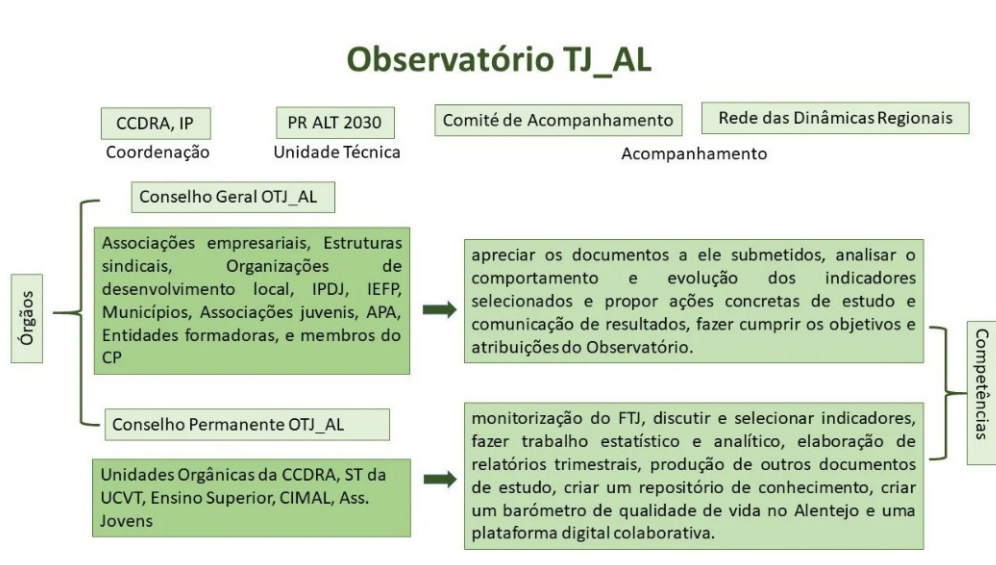 Observatório TJ_AL
CCDRA, IP
PR ALT 2030
Comité de Acompanhamento
Rede das Dinâmicas Regionais
Coordenação
Unidade Técnica
Acompanhamento
Órgãos
Conselho Geral OTJ_AL
Associações empresariais, Estruturas
sindicais, Organizações de
desenvolvimento local, IPDJ, IEFP,
Municípios, Associações juvenis, APA,
Entidades formadoras, e membros do
CP
apreciar os documentos a ele submetidos, analisar o
comportamento e evolução dos indicadores
selecionados e propor ações concretas de estudo e
comunicação de resultados, fazer cumprir os objetivos e
atribuições do Observatório.
Conselho Permanente OTJ_AL
Unidades Orgânicas da CCDRA, ST da
UCVT, Ensino Superior, CIMAL, Ass.
Jovens
monitorização do FTJ, discutir e selecionar indicadores,
fazer trabalho estatístico e analítico, elaboração de
relatórios trimestrais, produção de outros documentos
de estudo, criar um repositório de conhecimento, criar
um barómetro de qualidade de vida no Alentejo e uma
plataforma digital colaborativa.
Competências